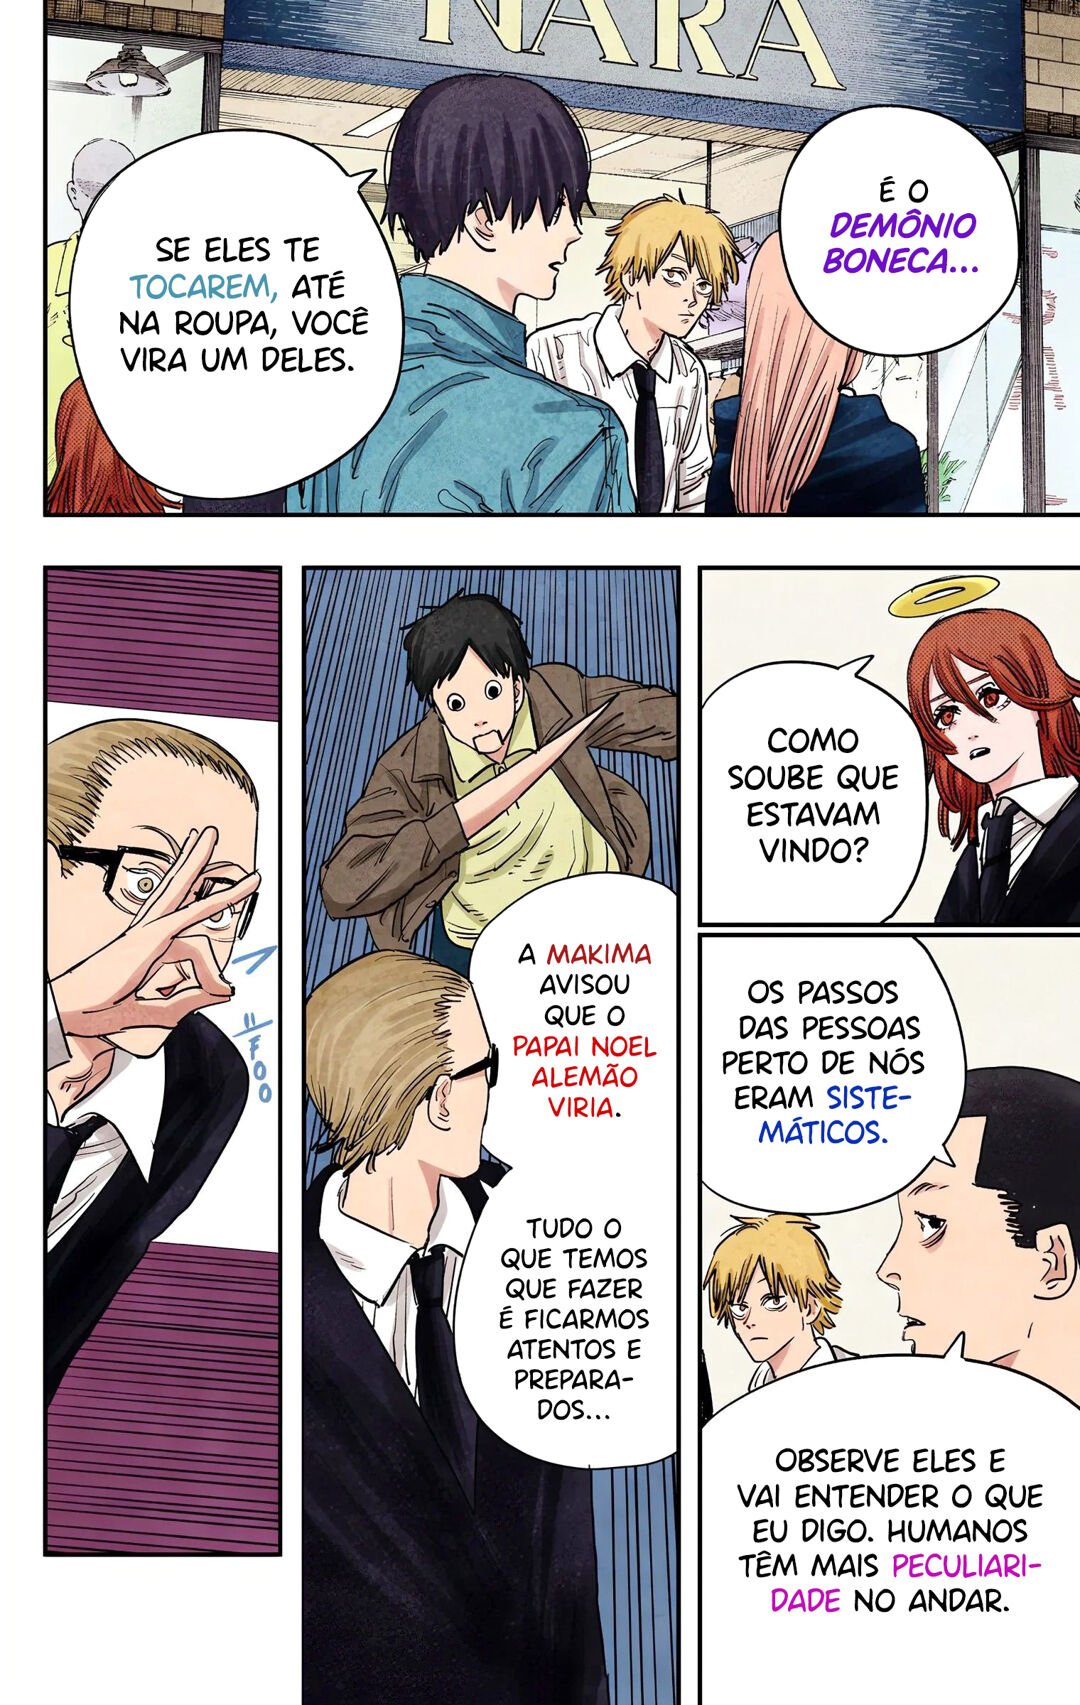 NARA
É O
DEMÔNIO
BONECA...
SE ELES TE
TOCAREM, ATÉ
NA ROUPA, VOCÊ
VIRA UM DELES.
COMO
SOUBE QUE
ESTAVAM
VINDO?
OS PASSOS
DAS PESSOAS
PERTO DE NÓS
ERAM SISTE-
MÁTICOS.
OBSERVE ELES E
VAI ENTENDER O QUE
EU DIGO. HUMANOS
TÊM MAIS PECULIARI-
DADE NO ANDAR.
A MAKIMA
AVISOU
QUE O
PAPAI NOEL
ALEMÃO
VIRIA.
TUDO O
QUE TEMOS
QUE FAZER
É FICARMOS
ATENTOS E
PREPARA-
DOS...